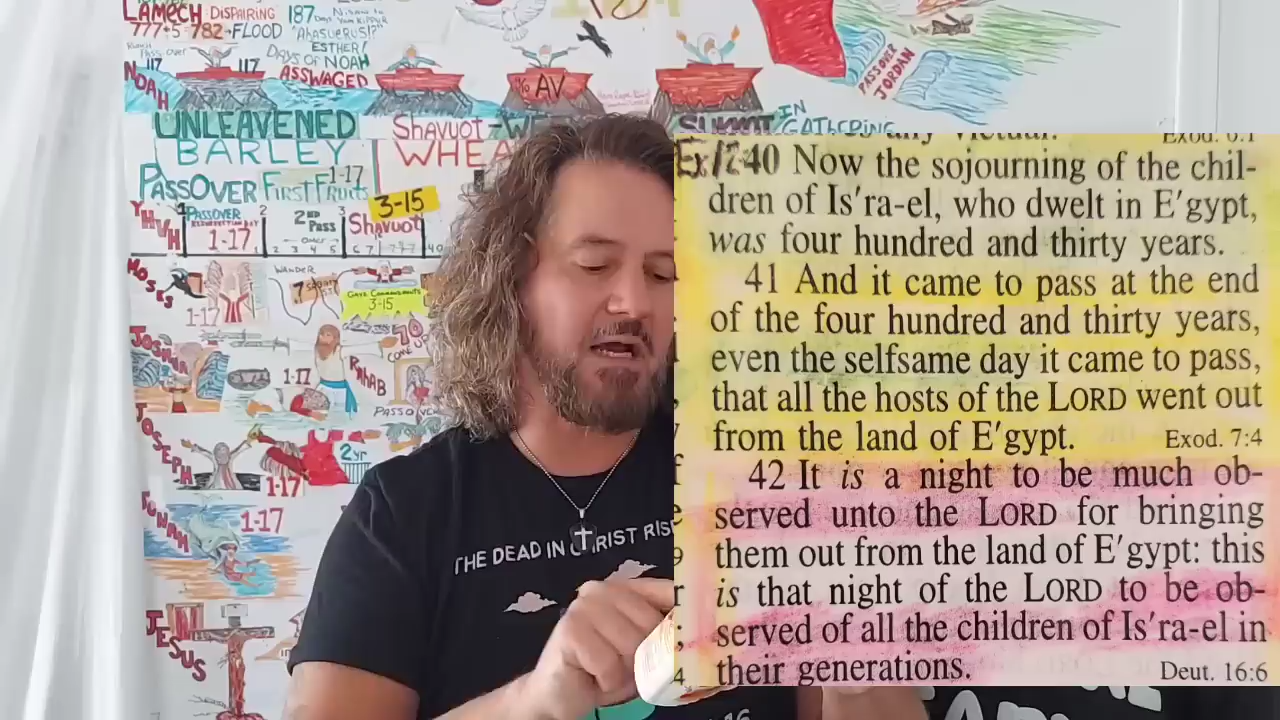 LAMECH: DISPAIRING
777+5=782→FLOOD
187
"AHASUERUS!?"
ESTHER!
DAYS OF NOAH
ASSWAGED
117
117
NOAH
AV
PASSOVER
JORDAN
UNLEAVENED
BARLEY
Shavuot
SUMMIT IN
GATHERING
PASSOVER FIRSTFRUITS
1-17
3-15
YHVH
PASSOVER
1-17
2ND
Pass
Shavuot
MOSES
1-17
WANDER
3-15
JOSHUA
1-17
RAHAB
PASSOVER
JOSEPH
1-17
2yr
JONAH
1-17
JESUS
THE DEAD IN CHRIST RIS
Exod. 6:1
Ex/12:40 Now the sojourning of the chil-
dren of Is'ra-el, who dwelt in E'gypt,
was four hundred and thirty years.
41 And it came to pass at the end
of the four hundred and thirty years,
even the selfsame day it came to pass,
that all the hosts of the LORD went out
from the land of E'gypt. Exod. 7:4
42 It is a night to be much ob-
served unto the LORD for bringing
them out from the land of E'gypt: this
is that night of the LORD to be ob-
served of all the children of Is'ra-el in
their generations. Deut. 16:6